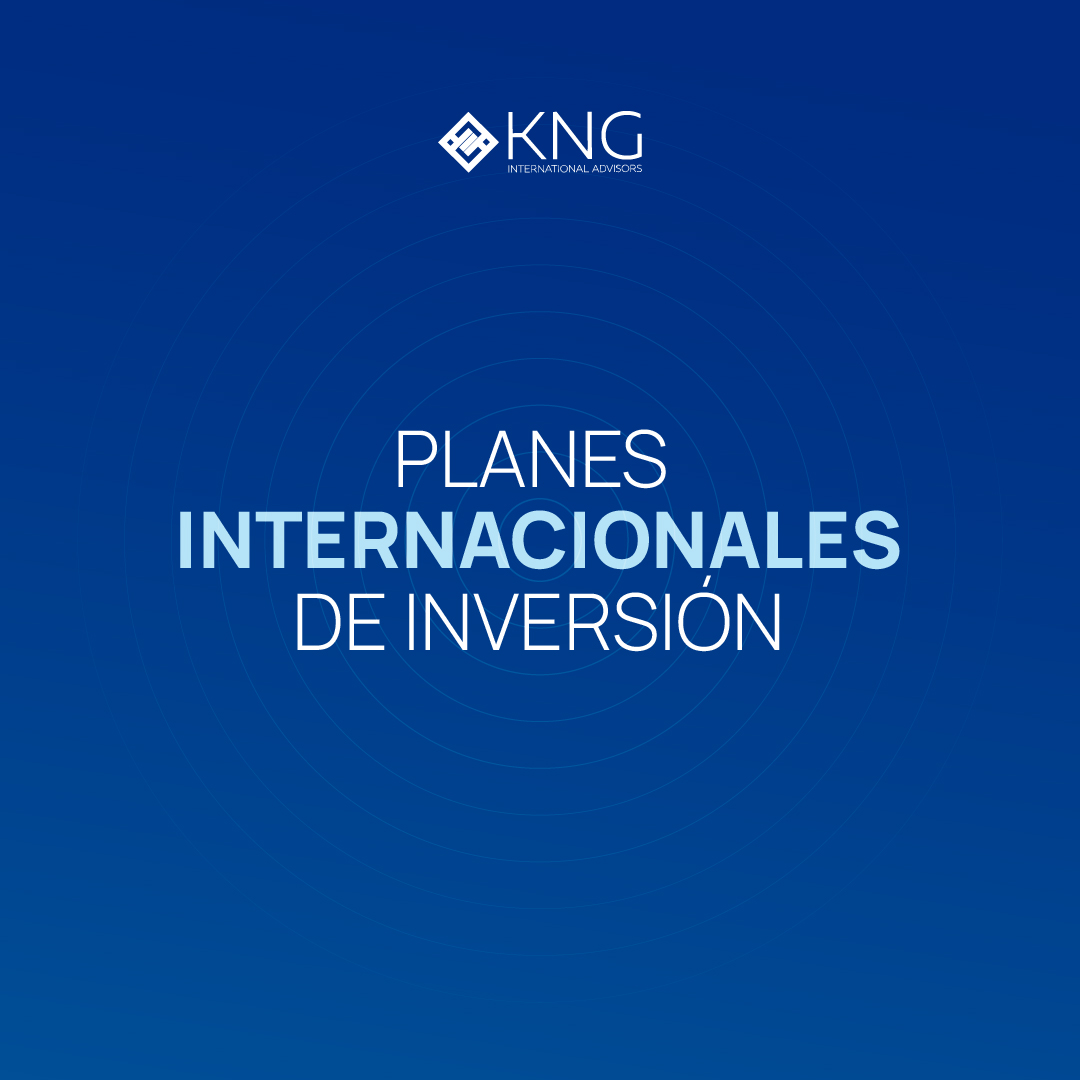 KNG
INTERNATIONAL ADVISORS
PLANES
INTERNACIONALES
DE INVERSIÓN